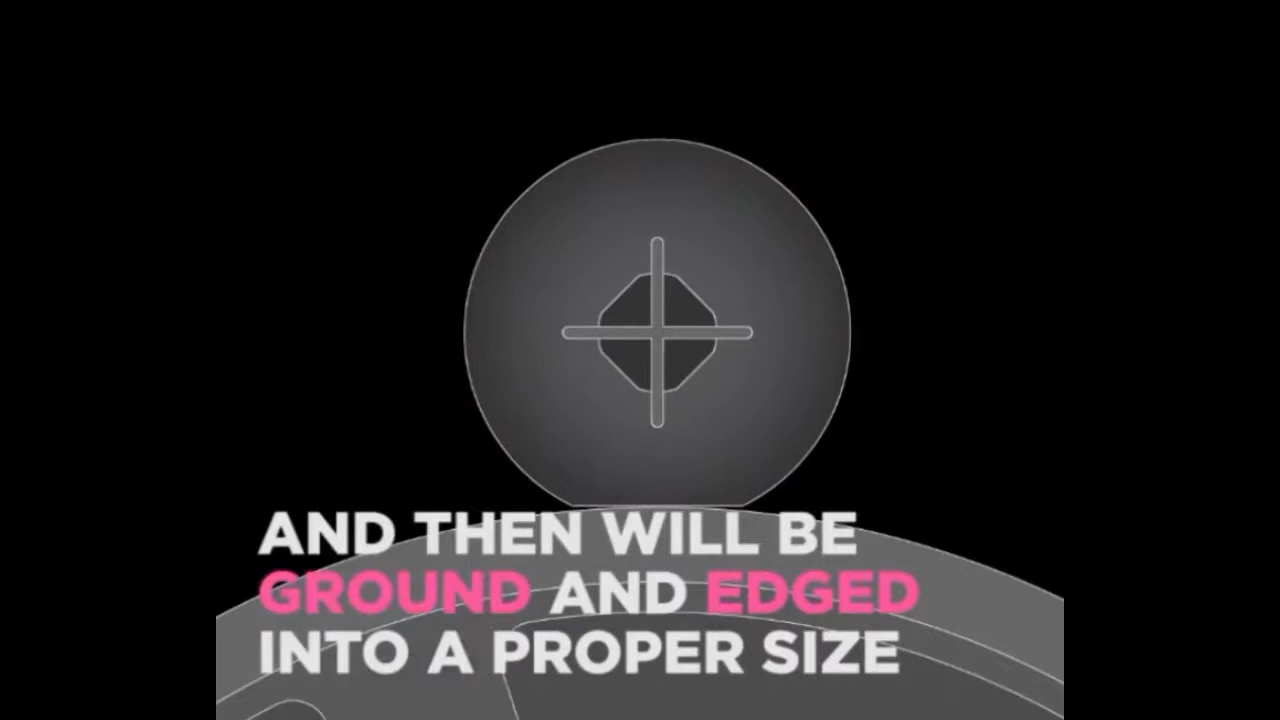 AND THEN WILL BE
GROUND AND EDGED
INTO A PROPER SIZE